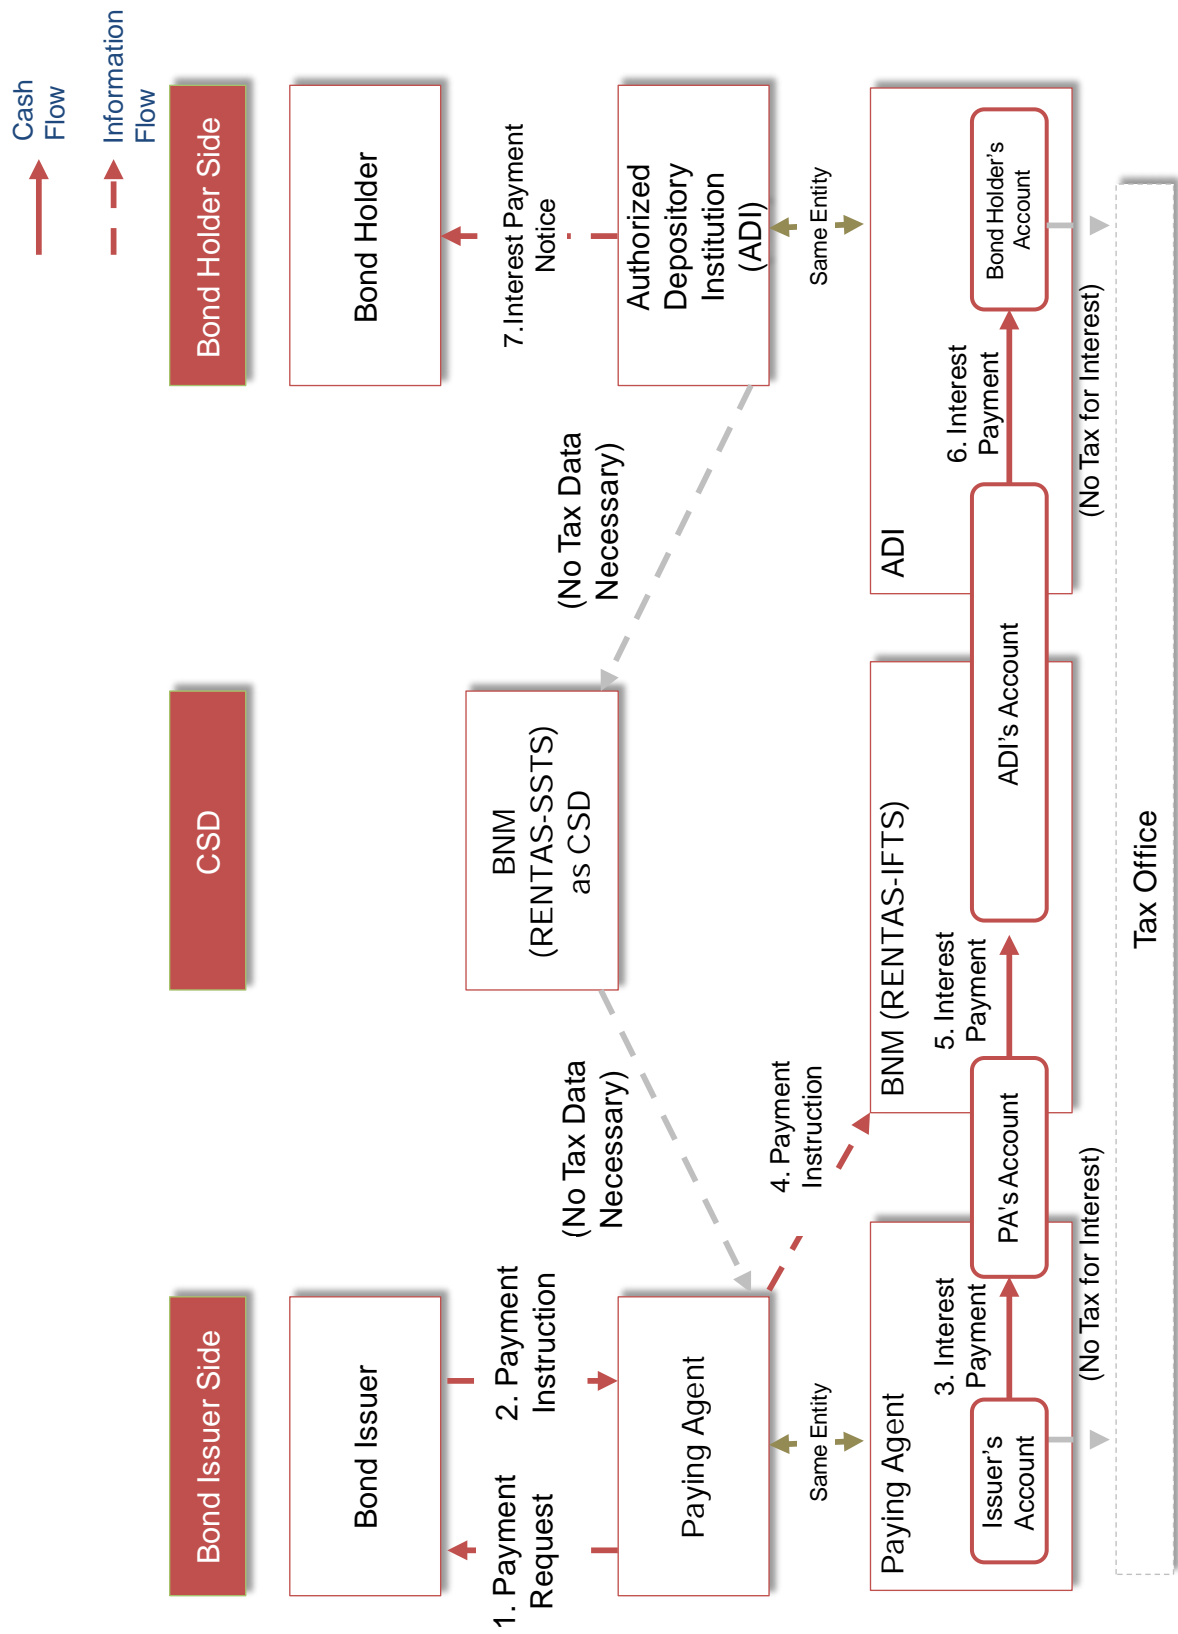 Cash
Flow
Information
Flow
Bond Issuer Side
CSD
Bond Holder Side
Bond Issuer
Bond Holder
1. Payment
Request
2. Payment
Instruction
BNM
(RENTAS-SSTS)
as CSD
7.Interest Payment
Notice
(No Tax Data
Necessary)
(No Tax Data
Necessary)
Paying Agent
Authorized
Depository
Institution
(ADI)
Same Entity
4. Payment
Instruction
Same Entity
Paying Agent
BNM (RENTAS-IFTS)
ADI
3. Interest
Payment
5. Interest
Payment
6. Interest
Payment
Issuer's
Account
PA's Account
ADI's Account
Bond Holder's
Account
(No Tax for Interest)
(No Tax for Interest)
Tax Office